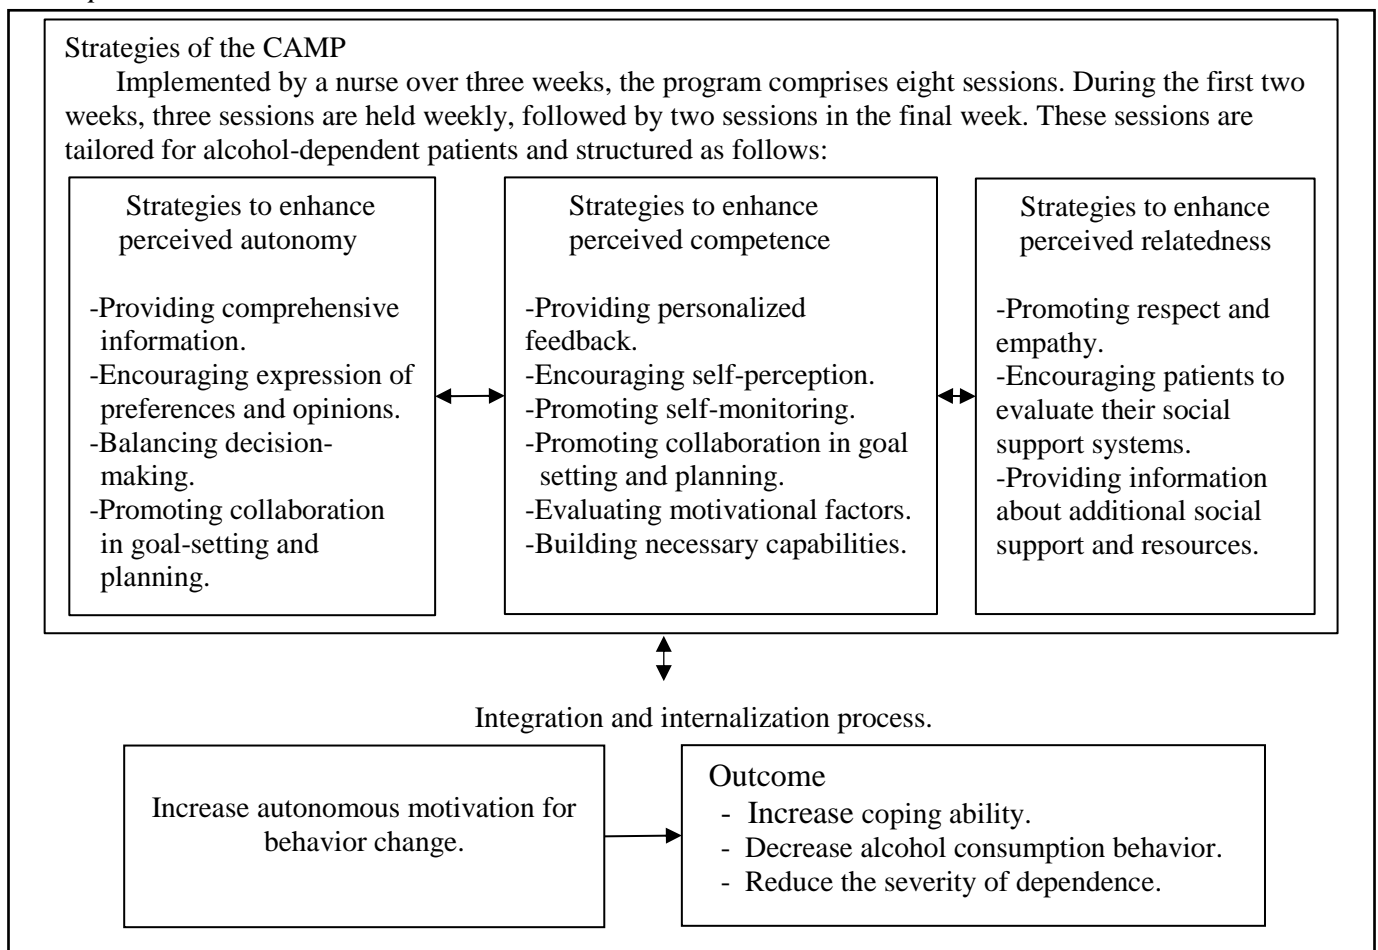 Strategies of the CAMP
Implemented by a nurse over three weeks, the program comprises eight sessions. During the first two
weeks, three sessions are held weekly, followed by two sessions in the final week. These sessions are
tailored for alcohol-dependent patients and structured as follows:
Strategies to enhance
perceived autonomy
-Providing comprehensive
information.
-Encouraging expression of
preferences and opinions.
-Balancing decision-
making.
-Promoting collaboration
in goal-setting and
planning.
Strategies to enhance
perceived competence
-Providing personalized
feedback.
-Encouraging self-perception.
-Promoting self-monitoring.
-Promoting collaboration in goal
setting and planning.
-Evaluating motivational factors.
-Building necessary capabilities.
Strategies to enhance
perceived relatedness
-Promoting respect and
empathy.
-Encouraging patients to
evaluate their social
support systems.
-Providing information
about additional social
support and resources.
Integration and internalization process.
Increase autonomous motivation for
behavior change.
Outcome
- Increase coping ability.
- Decrease alcohol consumption behavior.
- Reduce the severity of dependence.